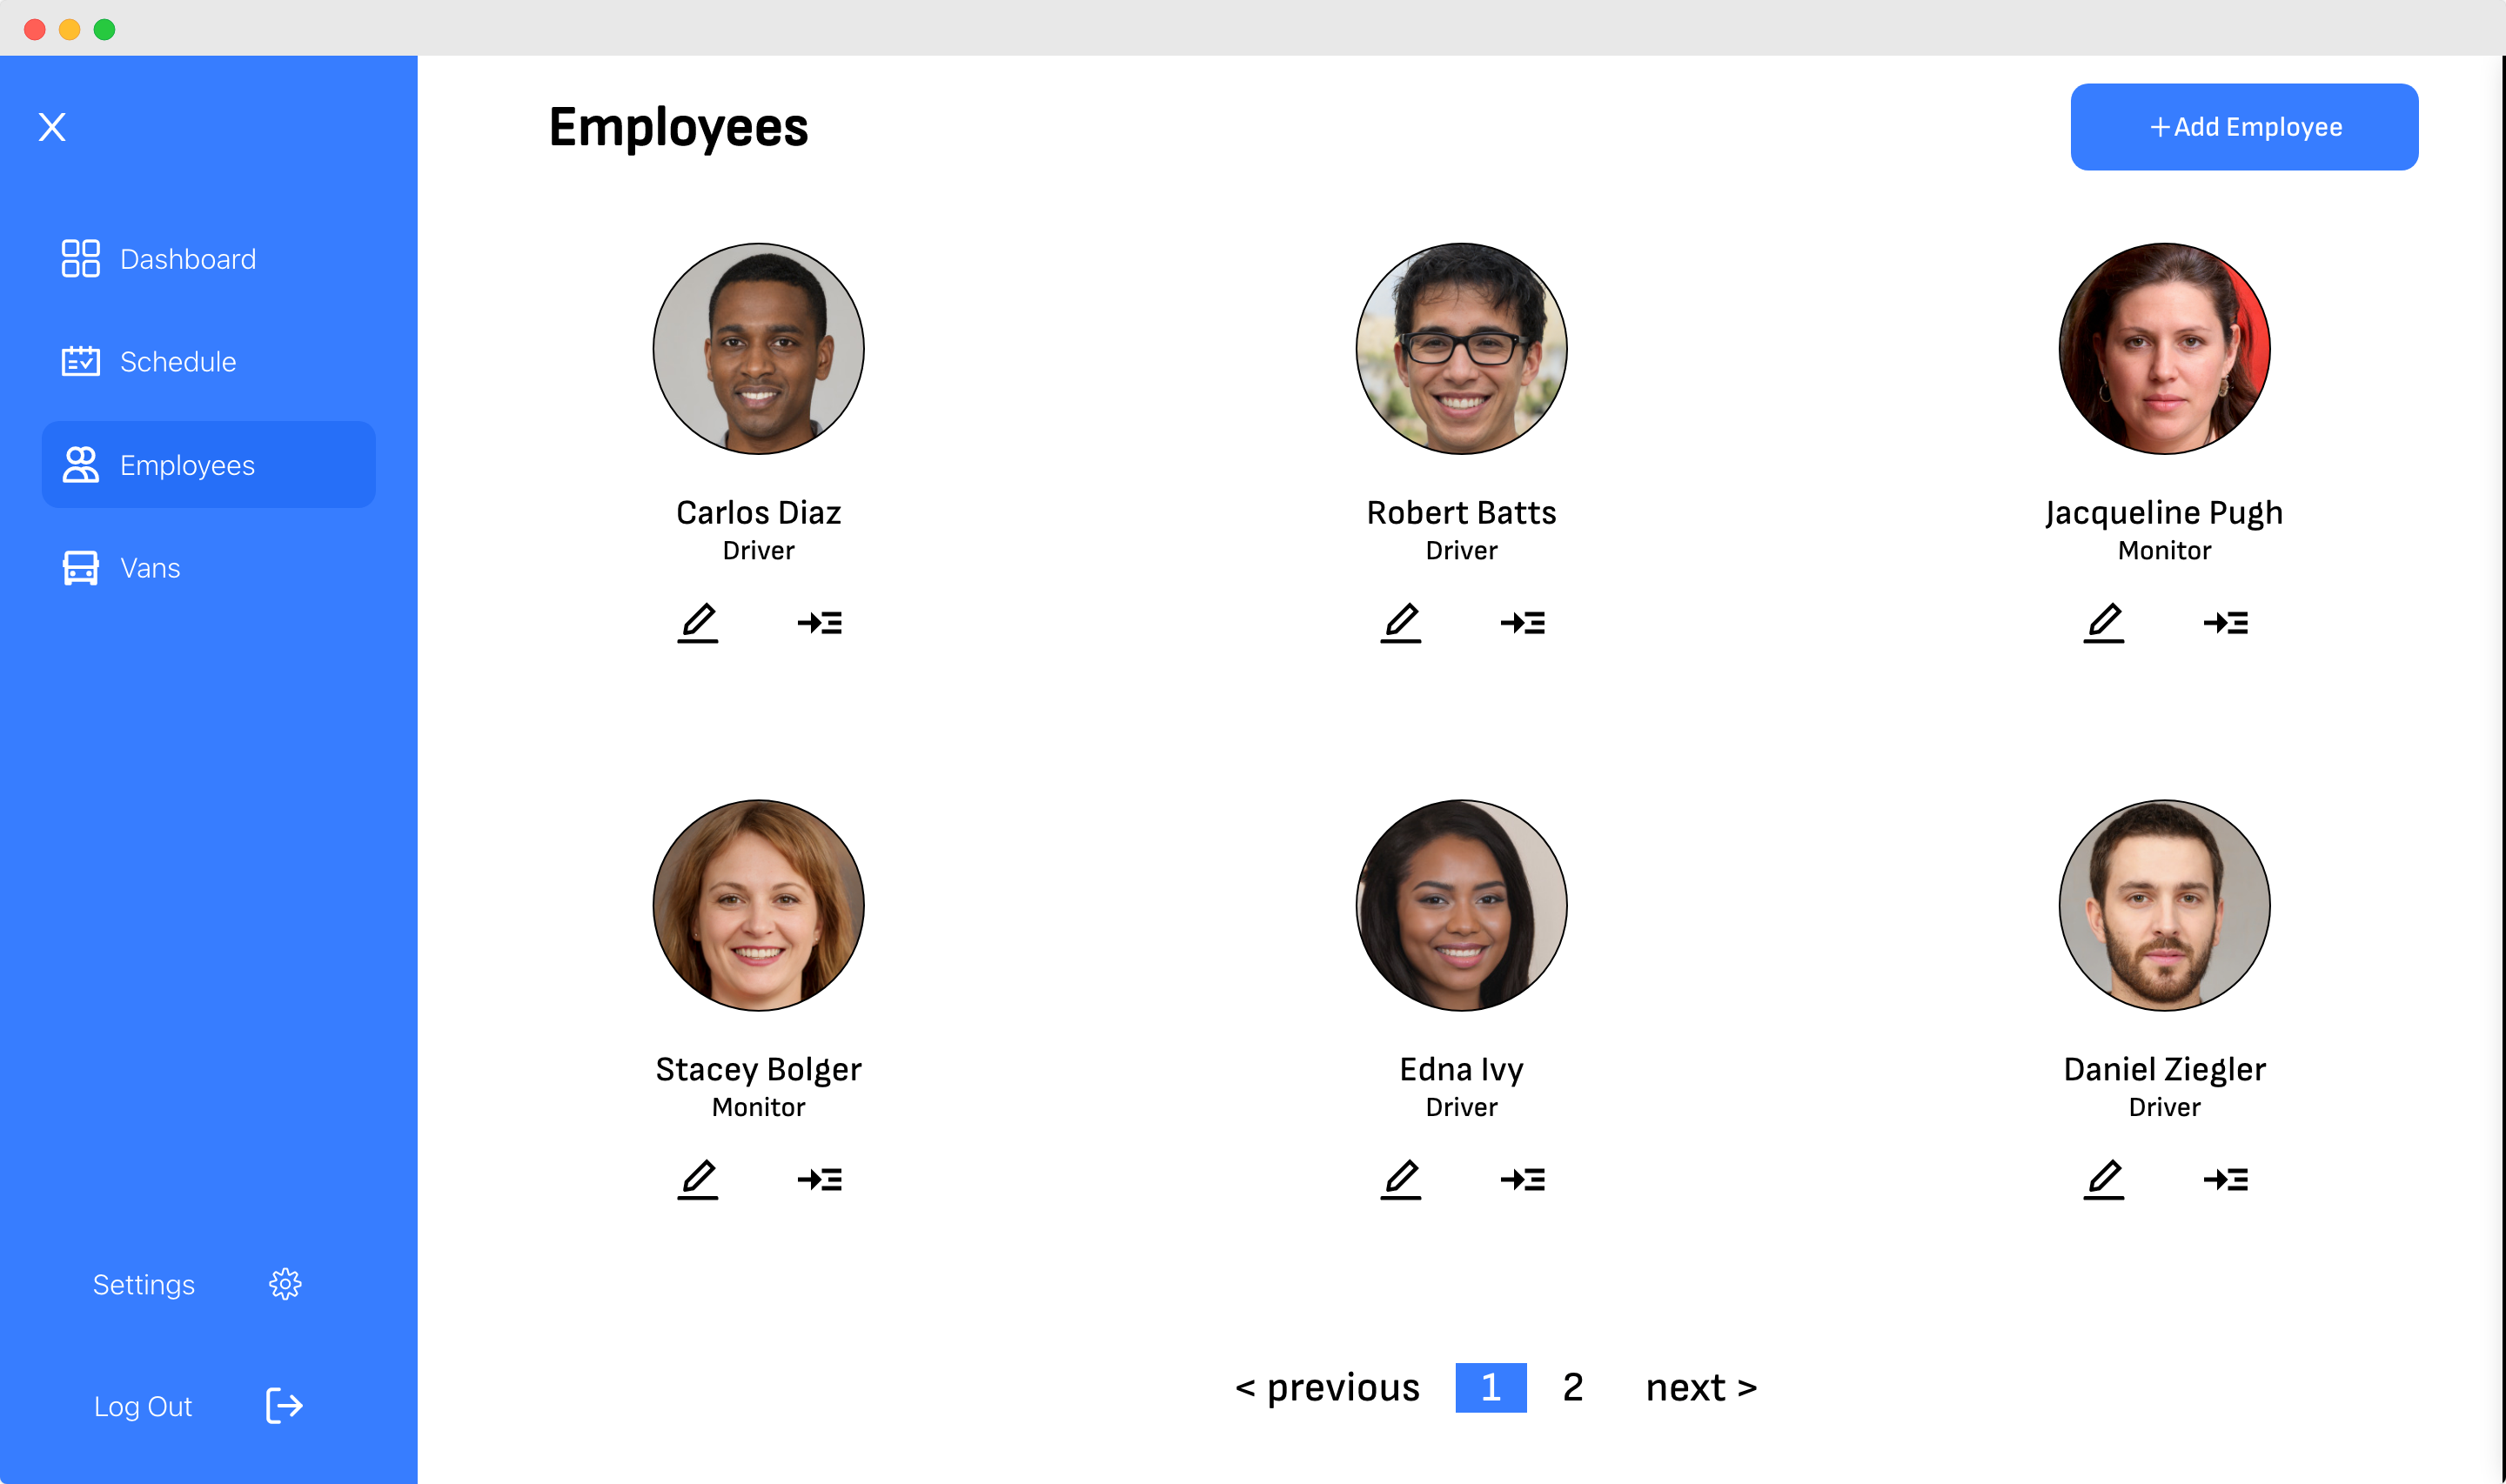 Employees
+Add Employee
Dashboard
Schedule
Employees
Vans
Carlos Diaz
Driver
Robert Batts
Driver
Jacqueline Pugh
Monitor
Stacey Bolger
Monitor
Edna Ivy
Driver
Daniel Ziegler
Driver
Settings
Log Out
< previous 1 2 next >